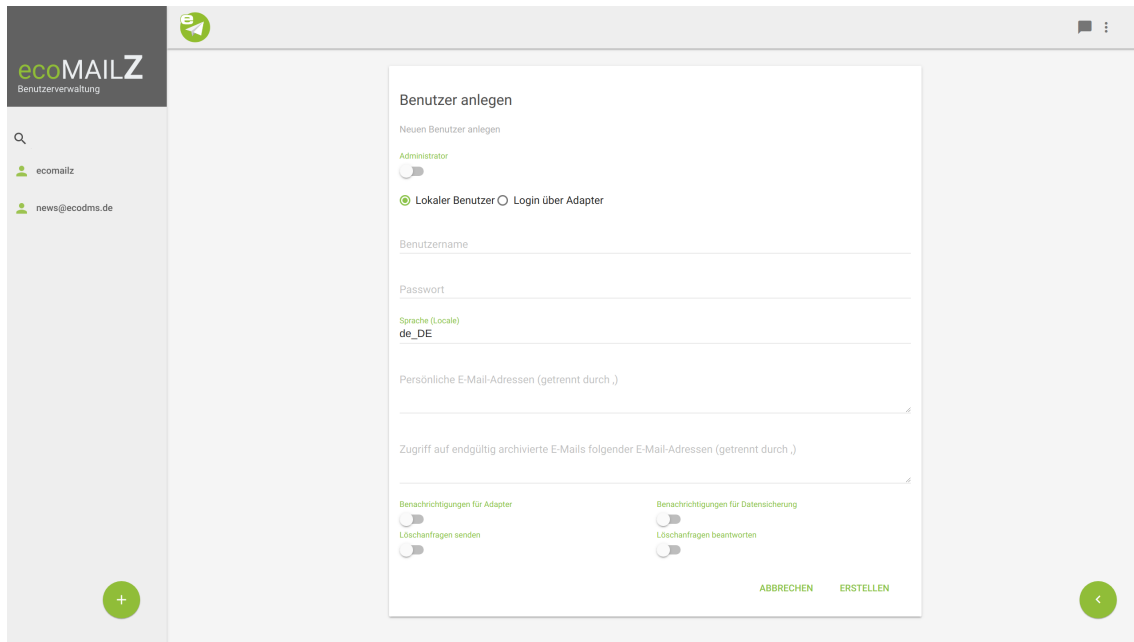 ecoMAILZ
Benutzerverwaltung
ecomailz
news@ecodms.de
e
Benutzer anlegen
Neuen Benutzer anlegen
Administrator
Lokaler Benutzer Login über Adapter
Benutzername
Passwort
Sprache (Locale)
de_DE
Persönliche E-Mail-Adressen (getrennt durch ,)
Zugriff auf endgültig archivierte E-Mails folgender E-Mail-Adressen (getrennt durch ,)
Benachrichtigungen für Adapter Benachrichtigungen für Datensicherung
Löschanfragen senden Löschanfragen beantworten
ABBRECHEN ERSTELLEN